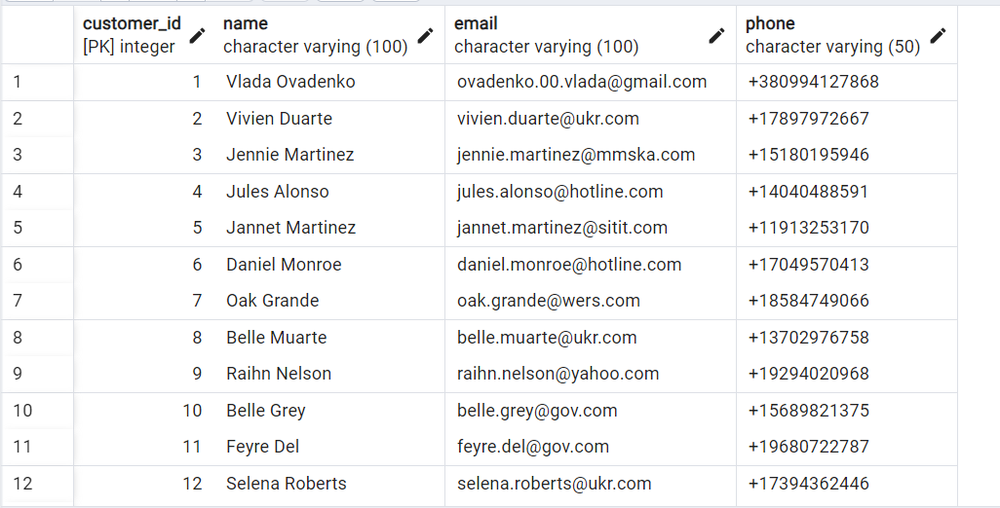 customer_id name email phone
[PK] integer character varying (100) character varying (100) character varying (50)
1 1 Vlada Ovadenko ovadenko.00.vlada@gmail.com +380994127868
2 2 Vivien Duarte vivien.duarte@ukr.com +17897972667
3 3 Jennie Martinez jennie.martinez@mmska.com +15180195946
4 4 Jules Alonso jules.alonso@hotline.com +14040488591
5 5 Jannet Martinez jannet.martinez@sitit.com +11913253170
6 6 Daniel Monroe daniel.monroe@hotline.com +17049570413
7 7 Oak Grande oak.grande@wers.com +18584749066
8 8 Belle Muarte belle.muarte@ukr.com +13702976758
9 9 Raihn Nelson raihn.nelson@yahoo.com +19294020968
10 10 Belle Grey belle.grey@gov.com +15689821375
11 11 Feyre Del feyre.del@gov.com +19680722787
12 12 Selena Roberts selena.roberts@ukr.com +17394362446